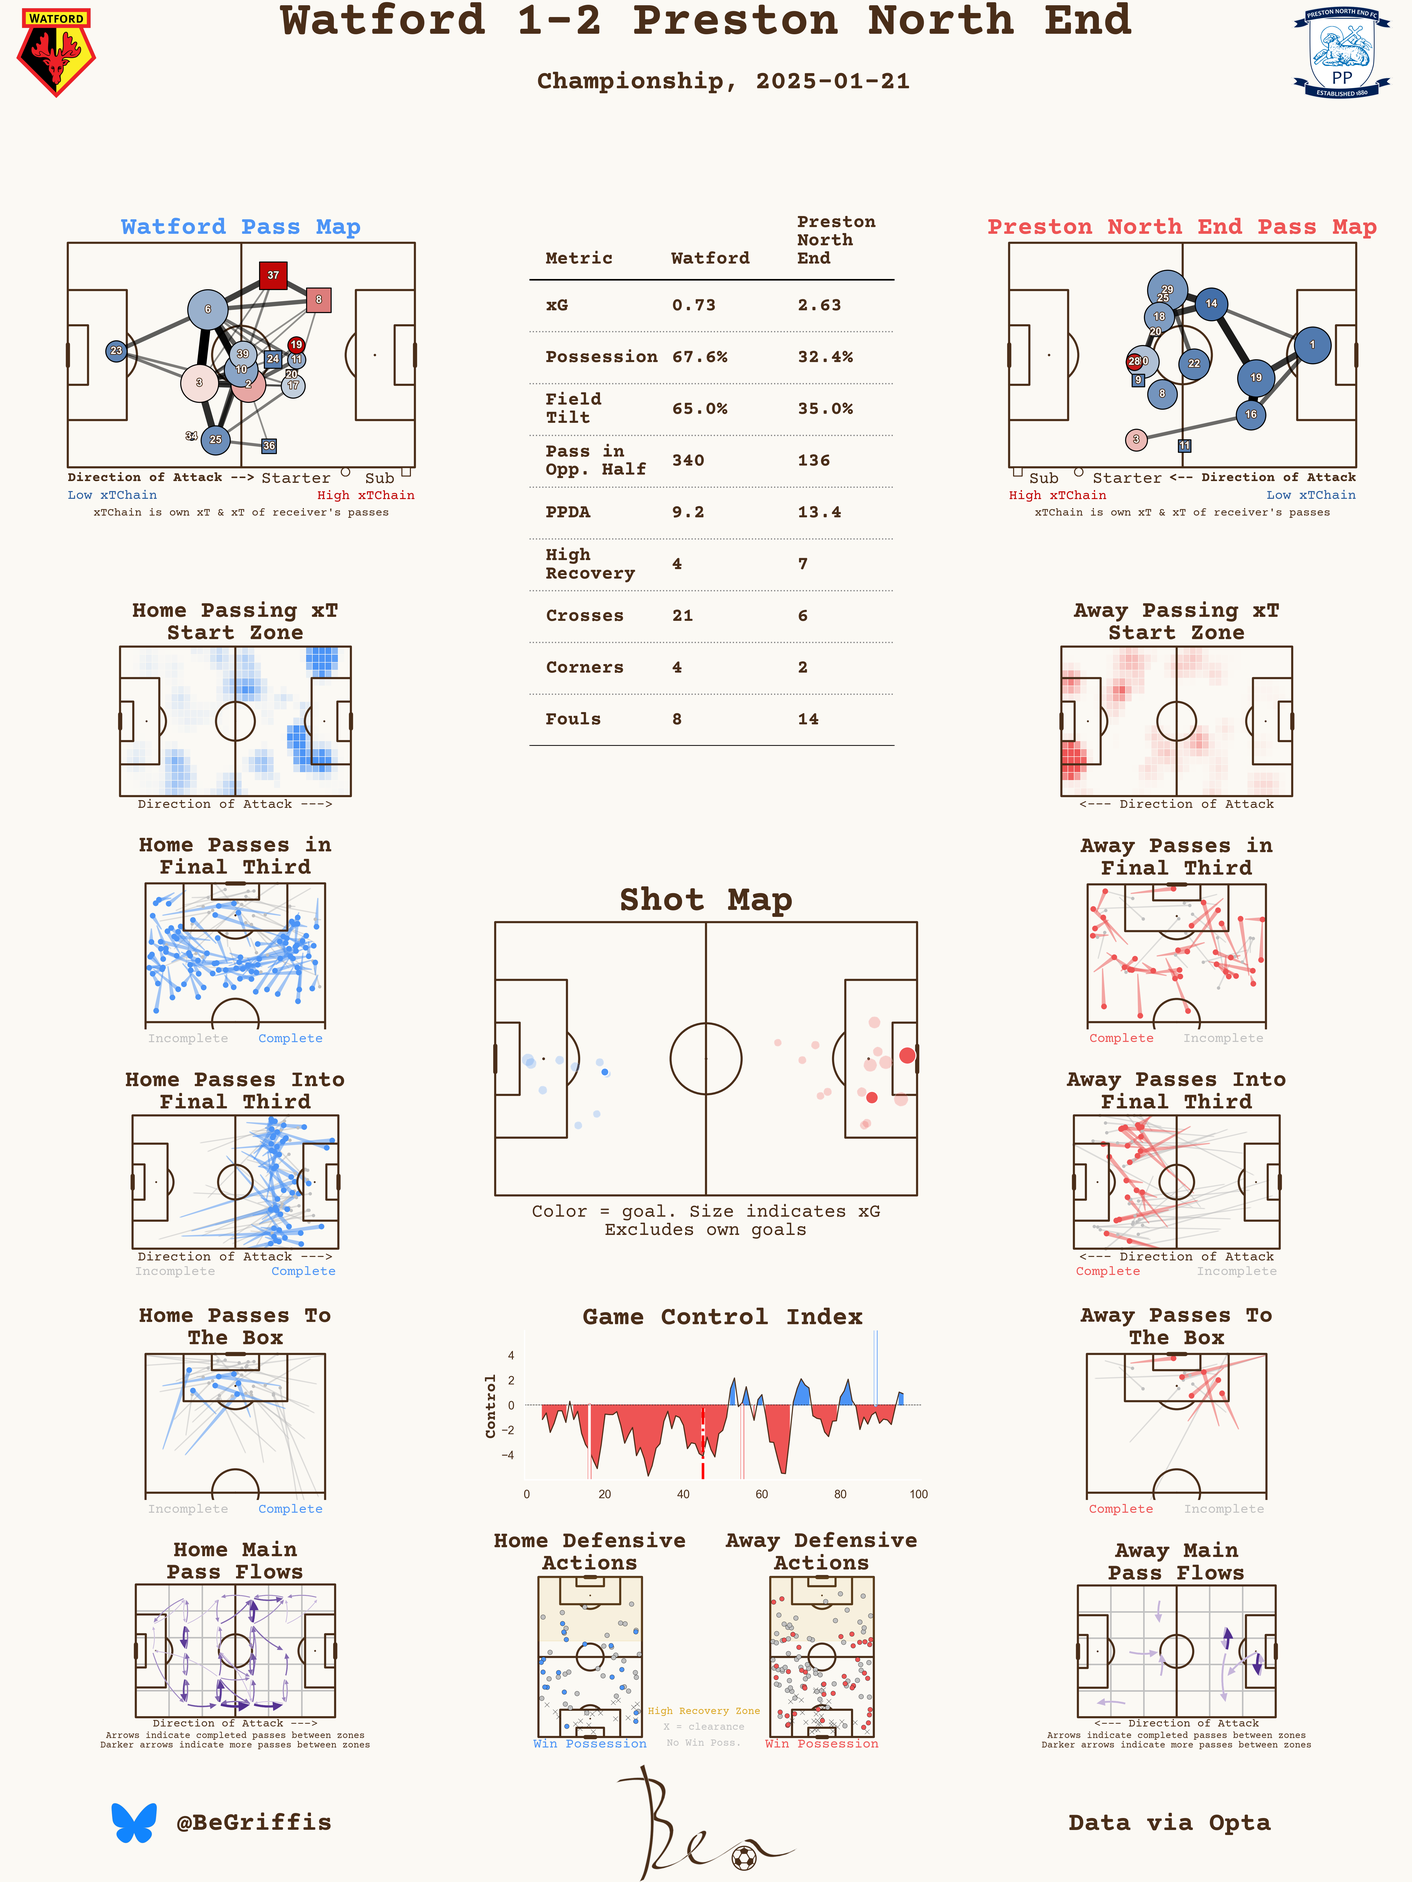 Watford 1-2 Preston North End
Championship, 2025-01-21
WATFORD
PRESTON NORTH END FC
PP
ESTABLISHED 1880
Watford Pass Map
37
8
6
23
39
24
19
11
10
20
3
2
17
34
25
36
Direction of Attack --> Starter Sub
Low xTChain High xTChain
xTChain is own xT & xT of receiver's passes
Metric Watford Preston North End
xG 0.73 2.63
Possession 67.6% 32.4%
Field Tilt 65.0% 35.0%
Pass in Opp. Half 340 136
PPDA 9.2 13.4
High Recovery 4 7
Crosses 21 6
Corners 4 2
Fouls 8 14
Preston North End Pass Map
29
25
14
18
20
1
28
22
9
19
8
16
3
11
Sub Starter <-- Direction of Attack
High xTChain Low xTChain
xTChain is own xT & xT of receiver's passes
Home Passing xT
Start Zone
Direction of Attack --->
Away Passing xT
Start Zone
<--- Direction of Attack
Home Passes in
Final Third
Incomplete Complete
Shot Map
Color = goal. Size indicates xG
Excludes own goals
Away Passes in
Final Third
Complete Incomplete
Home Passes Into
Final Third
Direction of Attack --->
Incomplete Complete
Away Passes Into
Final Third
<--- Direction of Attack
Complete Incomplete
Home Passes To
The Box
Incomplete Complete
Game Control Index
Control
4
2
0
−2
−4
0 20 40 60 80 100
Away Passes To
The Box
Complete Incomplete
Home Main
Pass Flows
Direction of Attack --->
Arrows indicate completed passes between zones
Darker arrows indicate more passes between zones
Home Defensive
Actions
Win Possession
High Recovery Zone
X = clearance
No Win Poss.
Away Defensive
Actions
Win Possession
Away Main
Pass Flows
<--- Direction of Attack
Arrows indicate completed passes between zones
Darker arrows indicate more passes between zones
@BeGriffis
Ben
Data via Opta